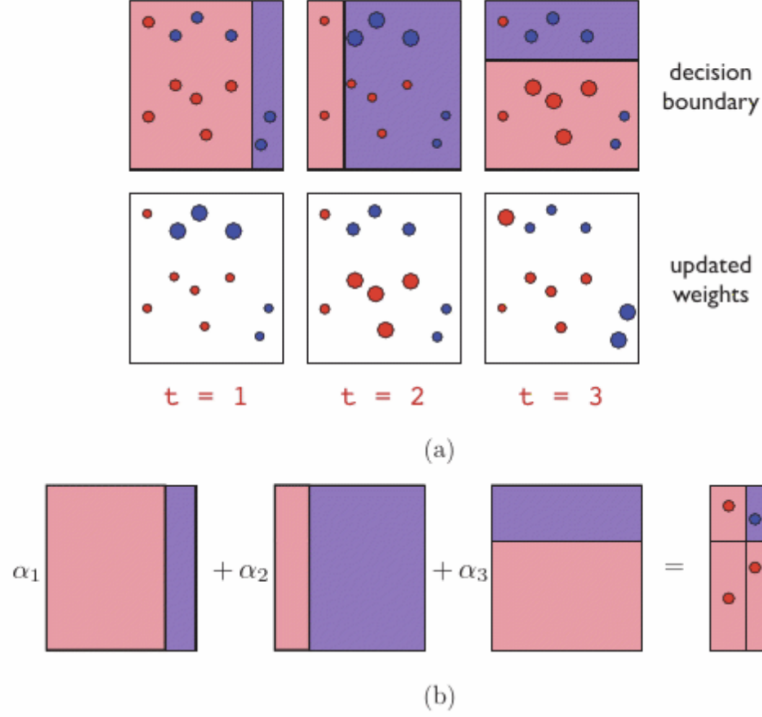 decision
boundary
updated
weights
t = 1
t = 2
t = 3
(a)
α₁ + α₂ + α₃ =
(b)